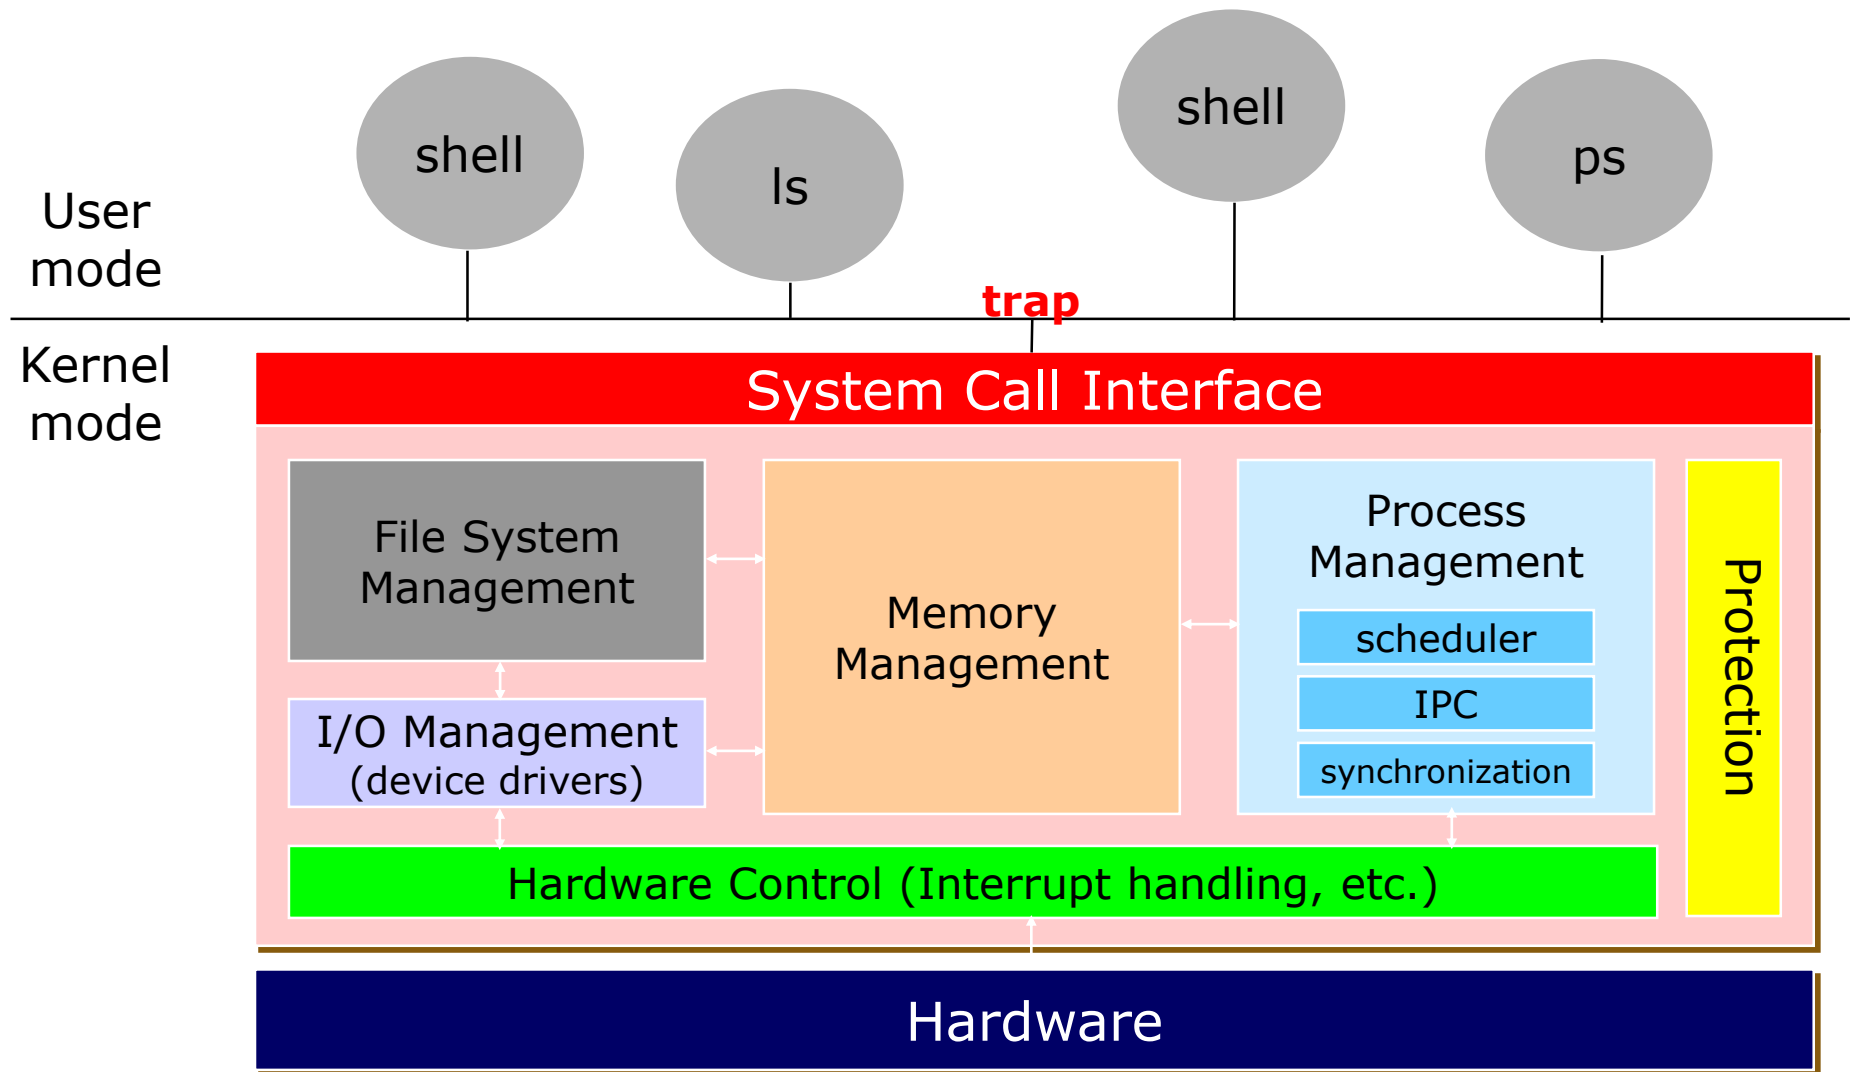 shell
ls
shell
ps
User
mode
trap
Kernel
mode
System Call Interface
File System
Management
Memory
Management
Process
Management
scheduler
IPC
synchronization
Protection
I/O Management
(device drivers)
Hardware Control (Interrupt handling, etc.)
Hardware